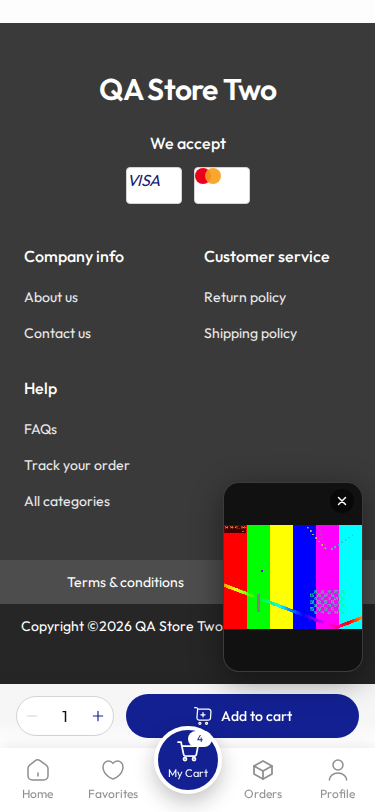 QA Store Two
We accept
VISA
Company info
Customer service
About us
Return policy
Contact us
Shipping policy
Help
FAQs
Track your order
All categories
Terms & conditions
Copyright ©2026 QA Store Two
1
Add to cart
4
My Cart
Home
Favorites
Orders
Profile